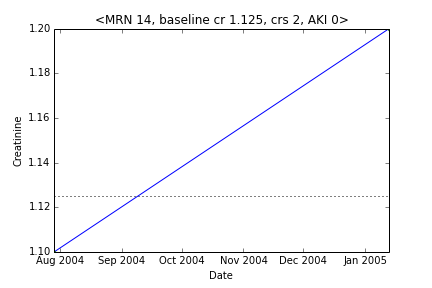 <MRN 14, baseline cr 1.125, crs 2, AKI 0>
1.20
1.18
1.16
1.14
1.12
1.10
Creatinine
Aug 2004 Sep 2004 Oct 2004 Nov 2004 Dec 2004 Jan 2005
Date